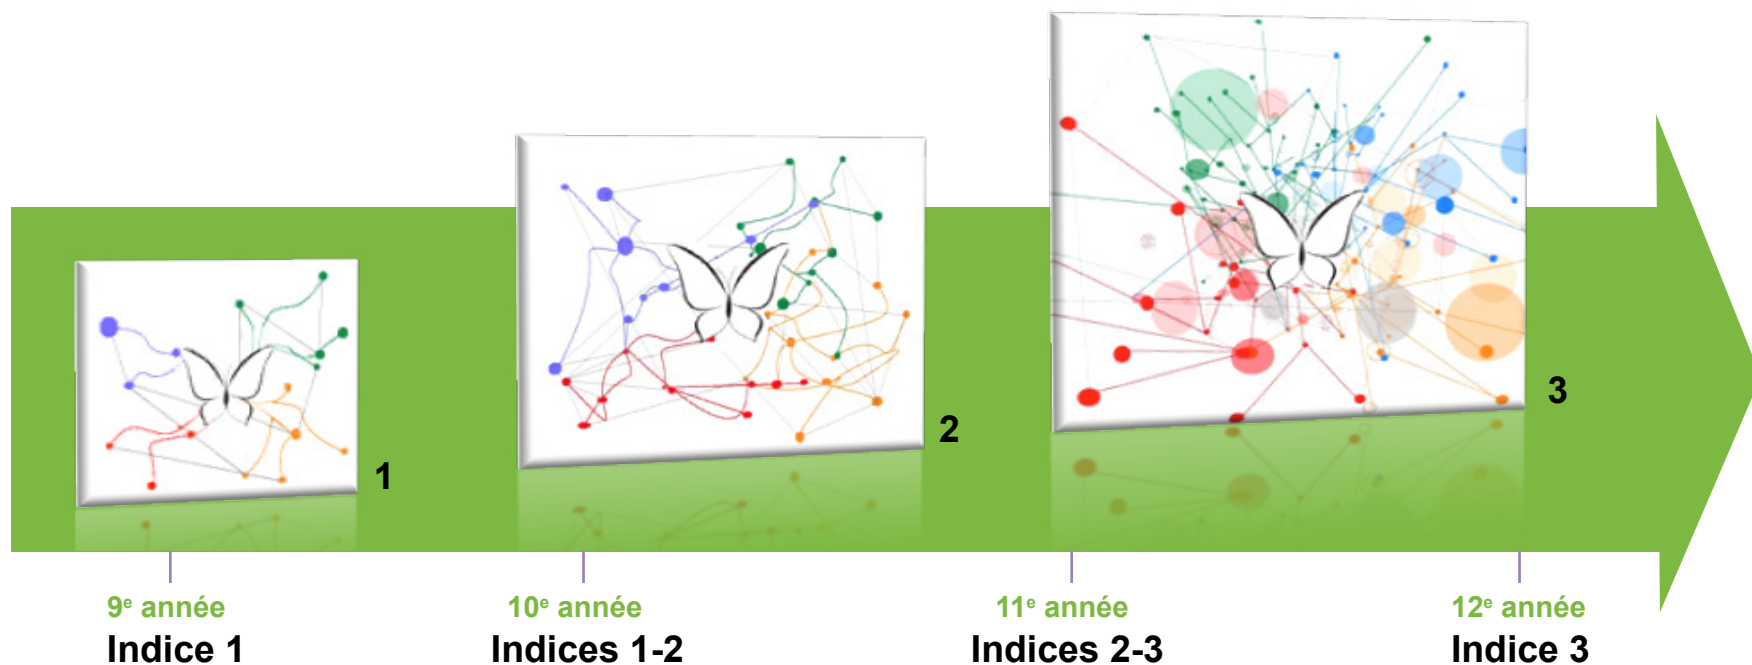 1
2
3
9e année
Indice 1
10e année
Indices 1-2
11e année
Indices 2-3
12e année
Indice 3